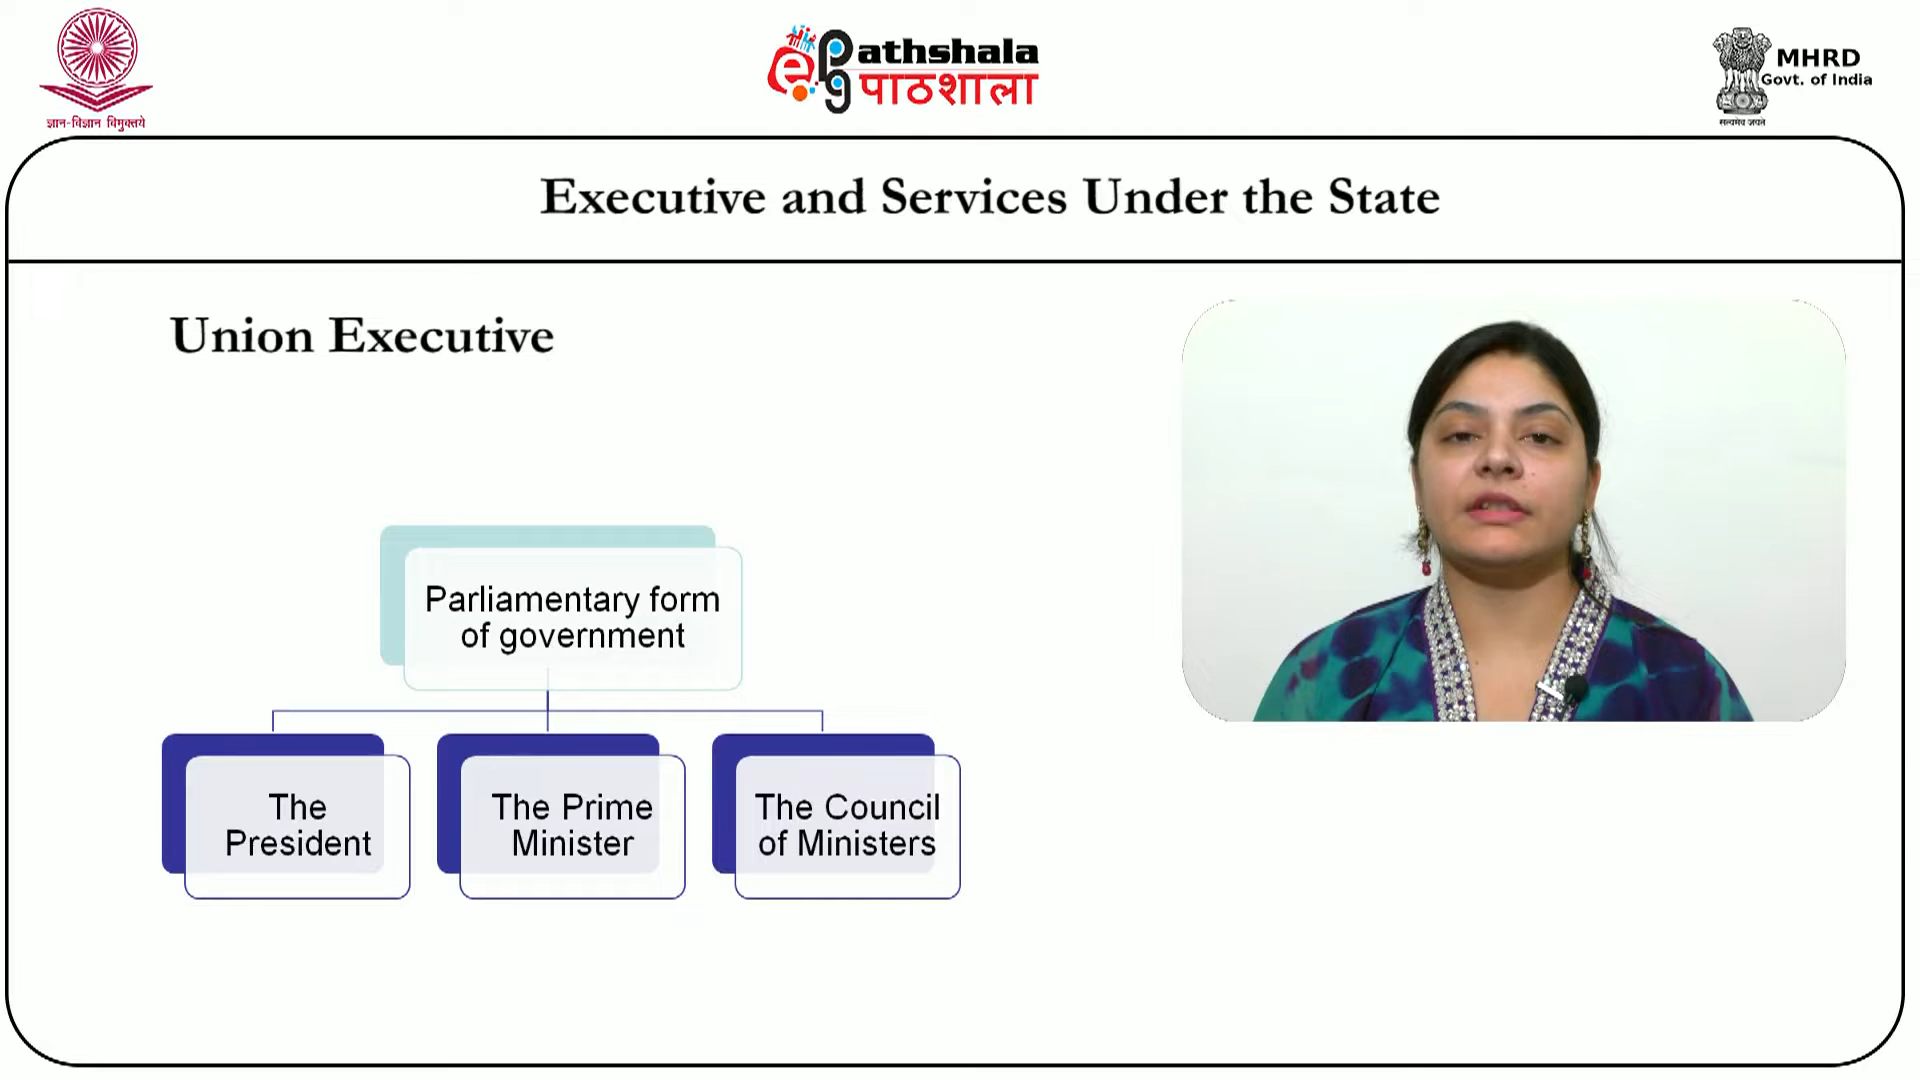 ज्ञान-विज्ञान विमुक्तये
epg
athshala
पाठशाला
MHRD
Govt. of India
सत्यमेव जयते
Executive and Services Under the State
Union Executive
Parliamentary form
of government
The
President
The Prime
Minister
The Council
of Ministers